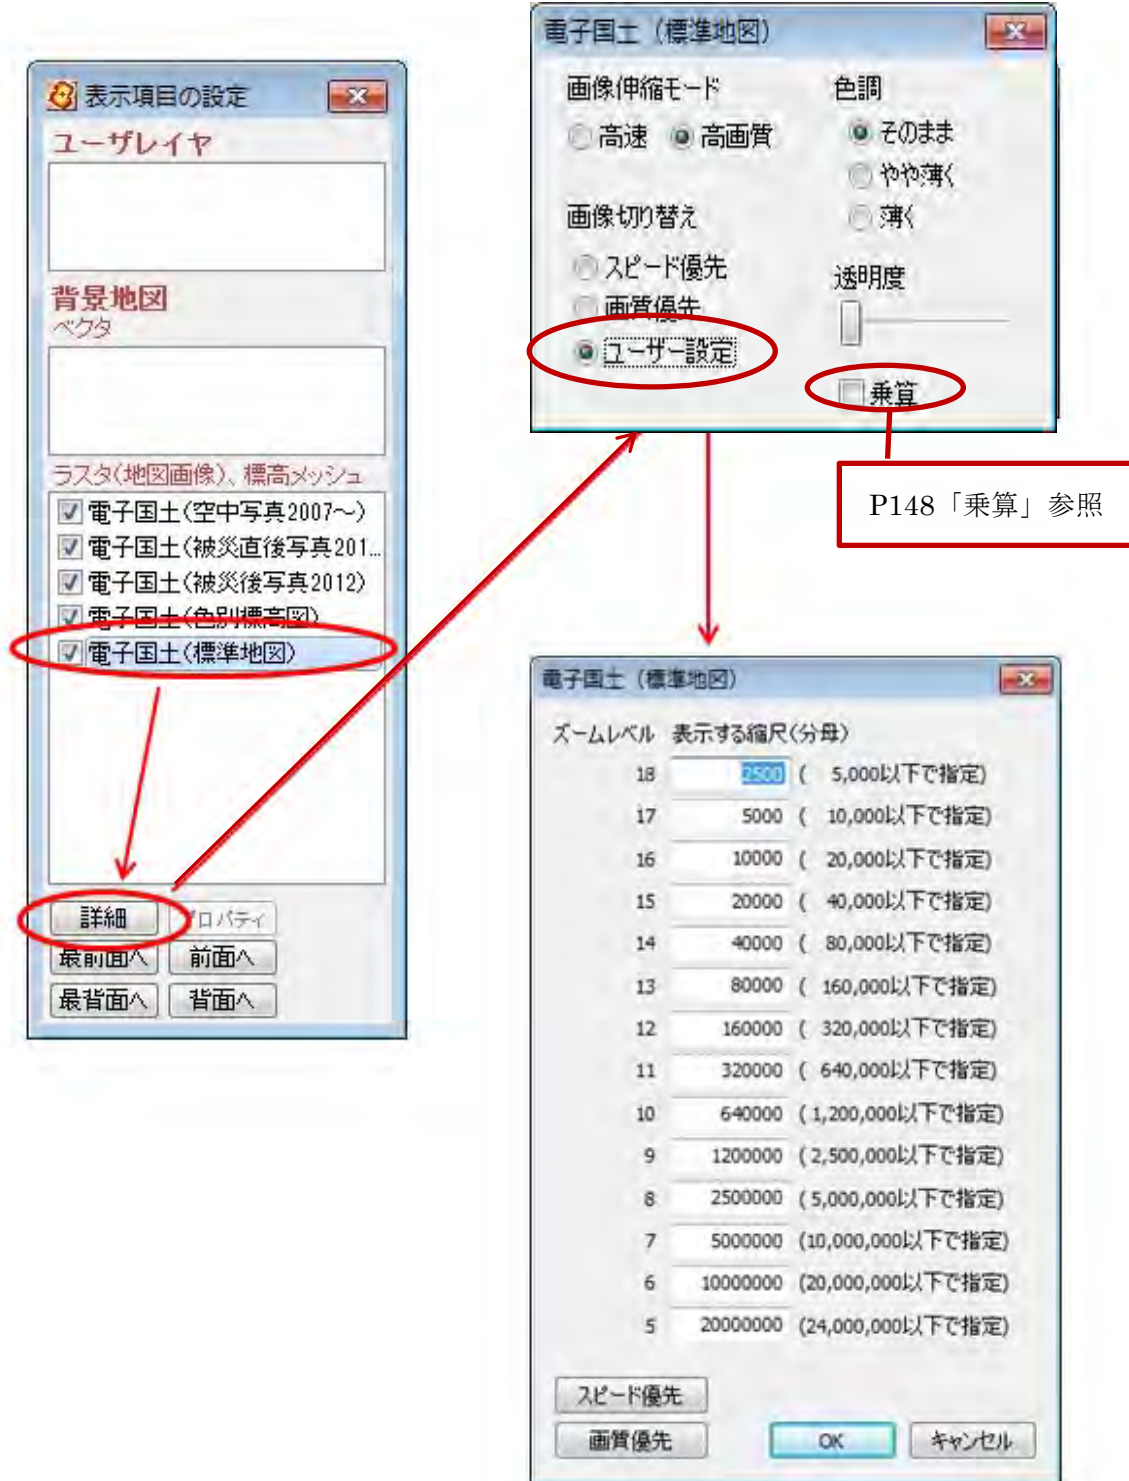 表示項目の設定
ユーザレイヤ
背景地図
ベクタ
ラスタ(地図画像)、標高メッシュ
電子国土(空中写真2007～)
電子国土(被災直後写真201...
電子国土(被災後写真2012)
電子国土(色別標高図)
電子国土(標準地図)
詳細 プロパティ
最前面へ 前面へ
最背面へ 背面へ
電子国土（標準地図）
画像伸縮モード
高速 高画質
画像切り替え
スピード優先
画質優先
ユーザー設定
色調
そのまま
やや薄く
薄く
透明度
乗算
P148「乗算」参照
電子国土（標準地図）
ズームレベル 表示する縮尺(分母)
18 2500 ( 5,000以下で指定)
17 5000 ( 10,000以下で指定)
16 10000 ( 20,000以下で指定)
15 20000 ( 40,000以下で指定)
14 40000 ( 80,000以下で指定)
13 80000 ( 160,000以下で指定)
12 160000 ( 320,000以下で指定)
11 320000 ( 640,000以下で指定)
10 640000 ( 1,200,000以下で指定)
9 1200000 ( 2,500,000以下で指定)
8 2500000 ( 5,000,000以下で指定)
7 5000000 (10,000,000以下で指定)
6 10000000 (20,000,000以下で指定)
5 20000000 (24,000,000以下で指定)
スピード優先
画質優先 OK キャンセル